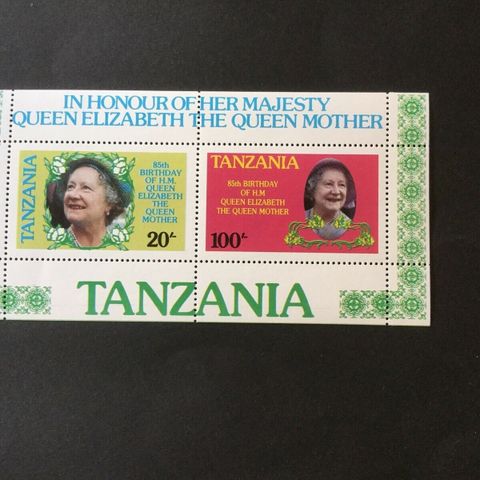 IN HONOUR OF HER MAJESTY
QUEEN ELIZABETH THE QUEEN MOTHER
TANZANIA
85th
BIRTHDAY
OF H.M.
QUEEN
ELIZABETH
THE
QUEEN
MOTHER
20/-
TANZANIA
85th BIRTHDAY
OF H.M
QUEEN ELIZABETH
THE QUEEN MOTHER
100/-
TANZANIA